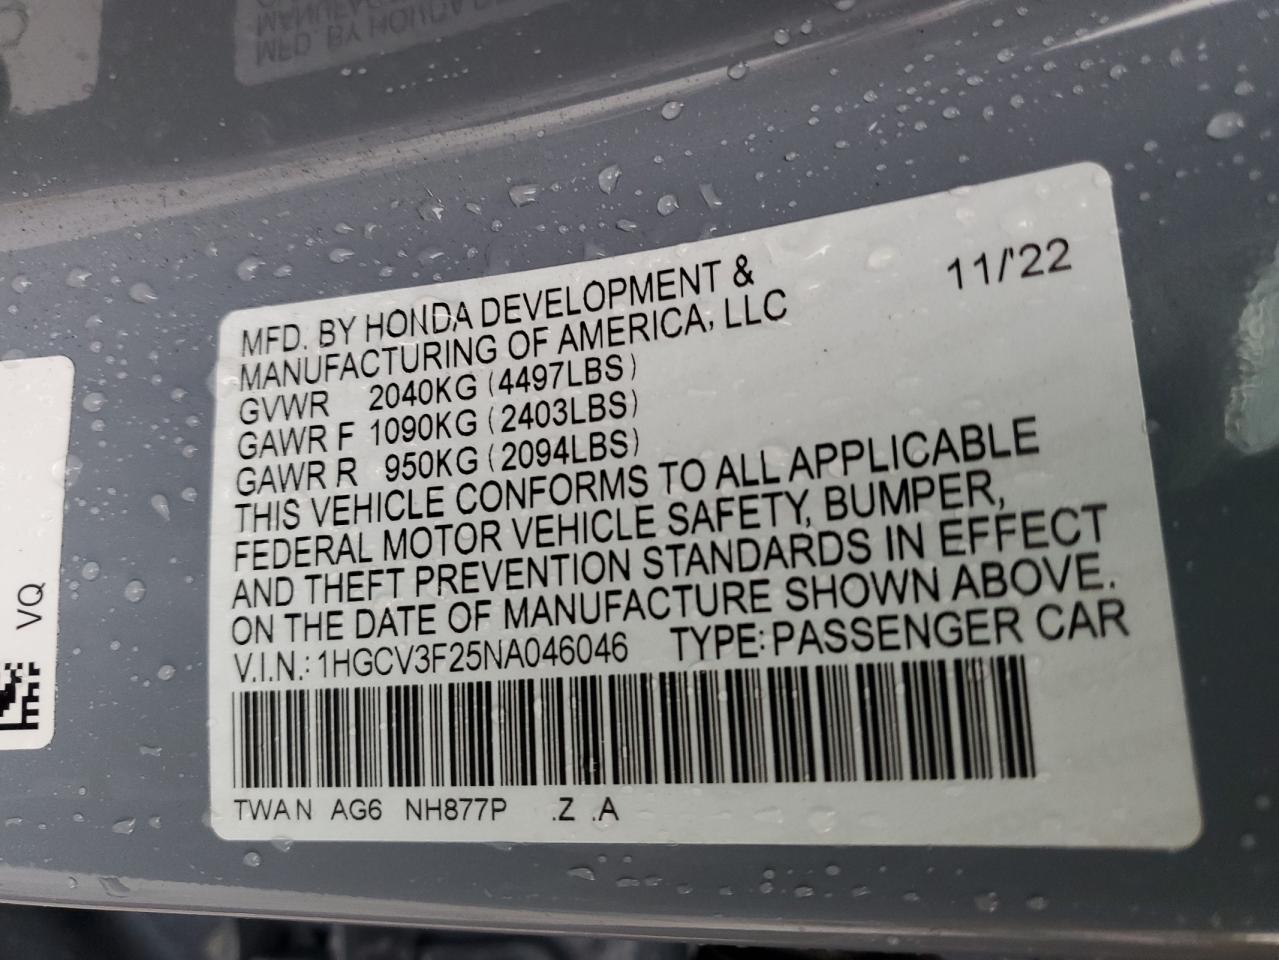 MFD. BY HONDA DEVELOPMENT &
MANUFACTURING OF AMERICA, LLC
11/'22
GVWR 2040KG (4497LBS)
GAWR F 1090KG (2403LBS)
GAWR R 950KG (2094LBS)
THIS VEHICLE CONFORMS TO ALL APPLICABLE
FEDERAL MOTOR VEHICLE SAFETY, BUMPER,
AND THEFT PREVENTION STANDARDS IN EFFECT
ON THE DATE OF MANUFACTURE SHOWN ABOVE.
V.I.N.: 1HGCV3F25NA046046 TYPE: PASSENGER CAR
TWAN AG6 NH877P .Z .A
VQ